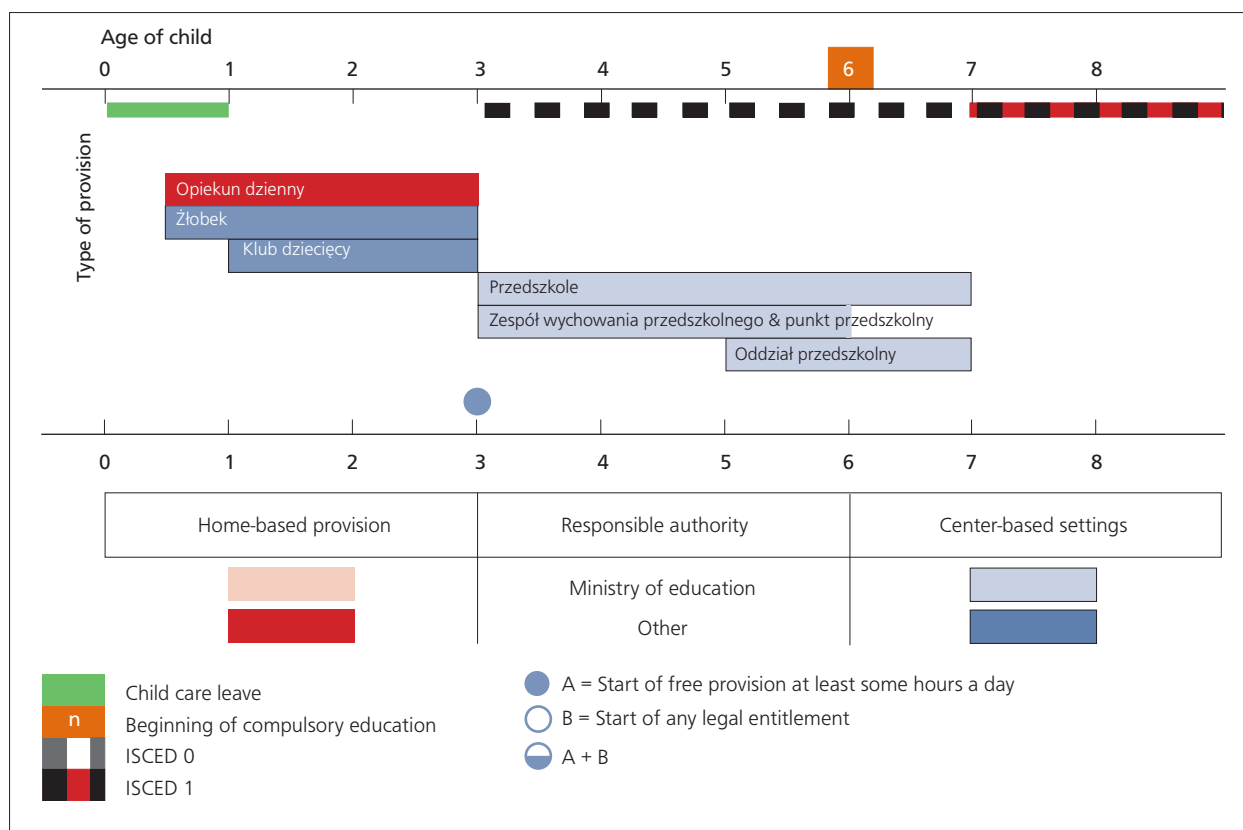 Age of child
0 1 2 3 4 5 6 7 8
Type of provision
Opiekun dzienny
Żłobek
Klub dziecięcy
Przedszkole
Zespół wychowania przedszkolnego & punkt przedszkolny
Oddział przedszkolny
0 1 2 3 4 5 6 7 8
Home-based provision Responsible authority Center-based settings
Ministry of education
Other
Child care leave
n Beginning of compulsory education
ISCED 0
ISCED 1
A = Start of free provision at least some hours a day
B = Start of any legal entitlement
A + B